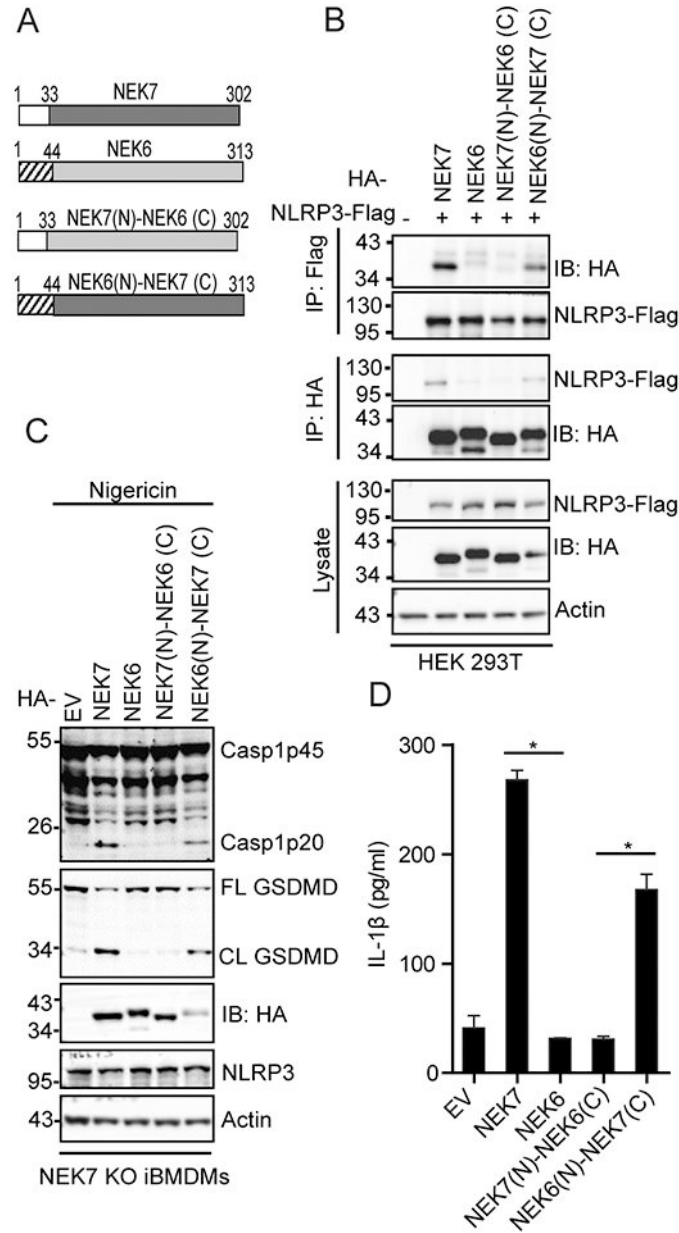 A
1 33 NEK7 302
1 44 NEK6 313
1 33 NEK7(N)-NEK6 (C) 302
1 44 NEK6(N)-NEK7 (C) 313
B
HA-
NEK7
NEK6
NEK7(N)-NEK6 (C)
NEK6(N)-NEK7 (C)
NLRP3-Flag - + + + +
IP: Flag
43
34
IB: HA
130
95
NLRP3-Flag
IP: HA
130
95
NLRP3-Flag
43
34
IB: HA
Lysate
130
95
NLRP3-Flag
43
34
IB: HA
43
Actin
HEK 293T
C
Nigericin
HA-
EV
NEK7
NEK6
NEK7(N)-NEK6 (C)
NEK6(N)-NEK7 (C)
55
Casp1p45
26
Casp1p20
55
FL GSDMD
34
CL GSDMD
43
34
IB: HA
95
NLRP3
43
Actin
NEK7 KO iBMDMs
D
IL-1β (pg/ml)
300
200
100
0
*
*
EV
NEK7
NEK6
NEK7(N)-NEK6(C)
NEK6(N)-NEK7(C)